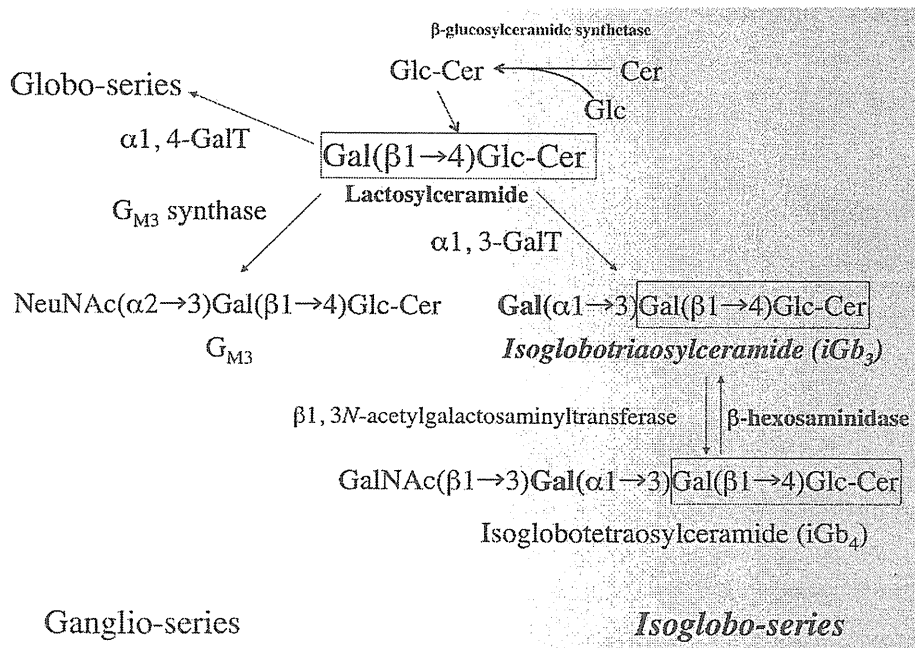 β-glucosylceramide synthetase
Glc-Cer
Cer
Globo-series
Glc
α1, 4-GalT
Gal(β1→4)Glc-Cer
Lactosylceramide
GM3 synthase
α1, 3-GalT
NeuNAc(α2→3)Gal(β1→4)Glc-Cer
Gal(α1→3)Gal(β1→4)Glc-Cer
GM3
Isoglobotriaosylceramide (iGb3)
β1, 3N-acetylgalactosaminyltransferase
β-hexosaminidase
GalNAc(β1→3)Gal(α1→3)Gal(β1→4)Glc-Cer
Isoglobotetraosylceramide (iGb4)
Ganglio-series
Isoglobo-series